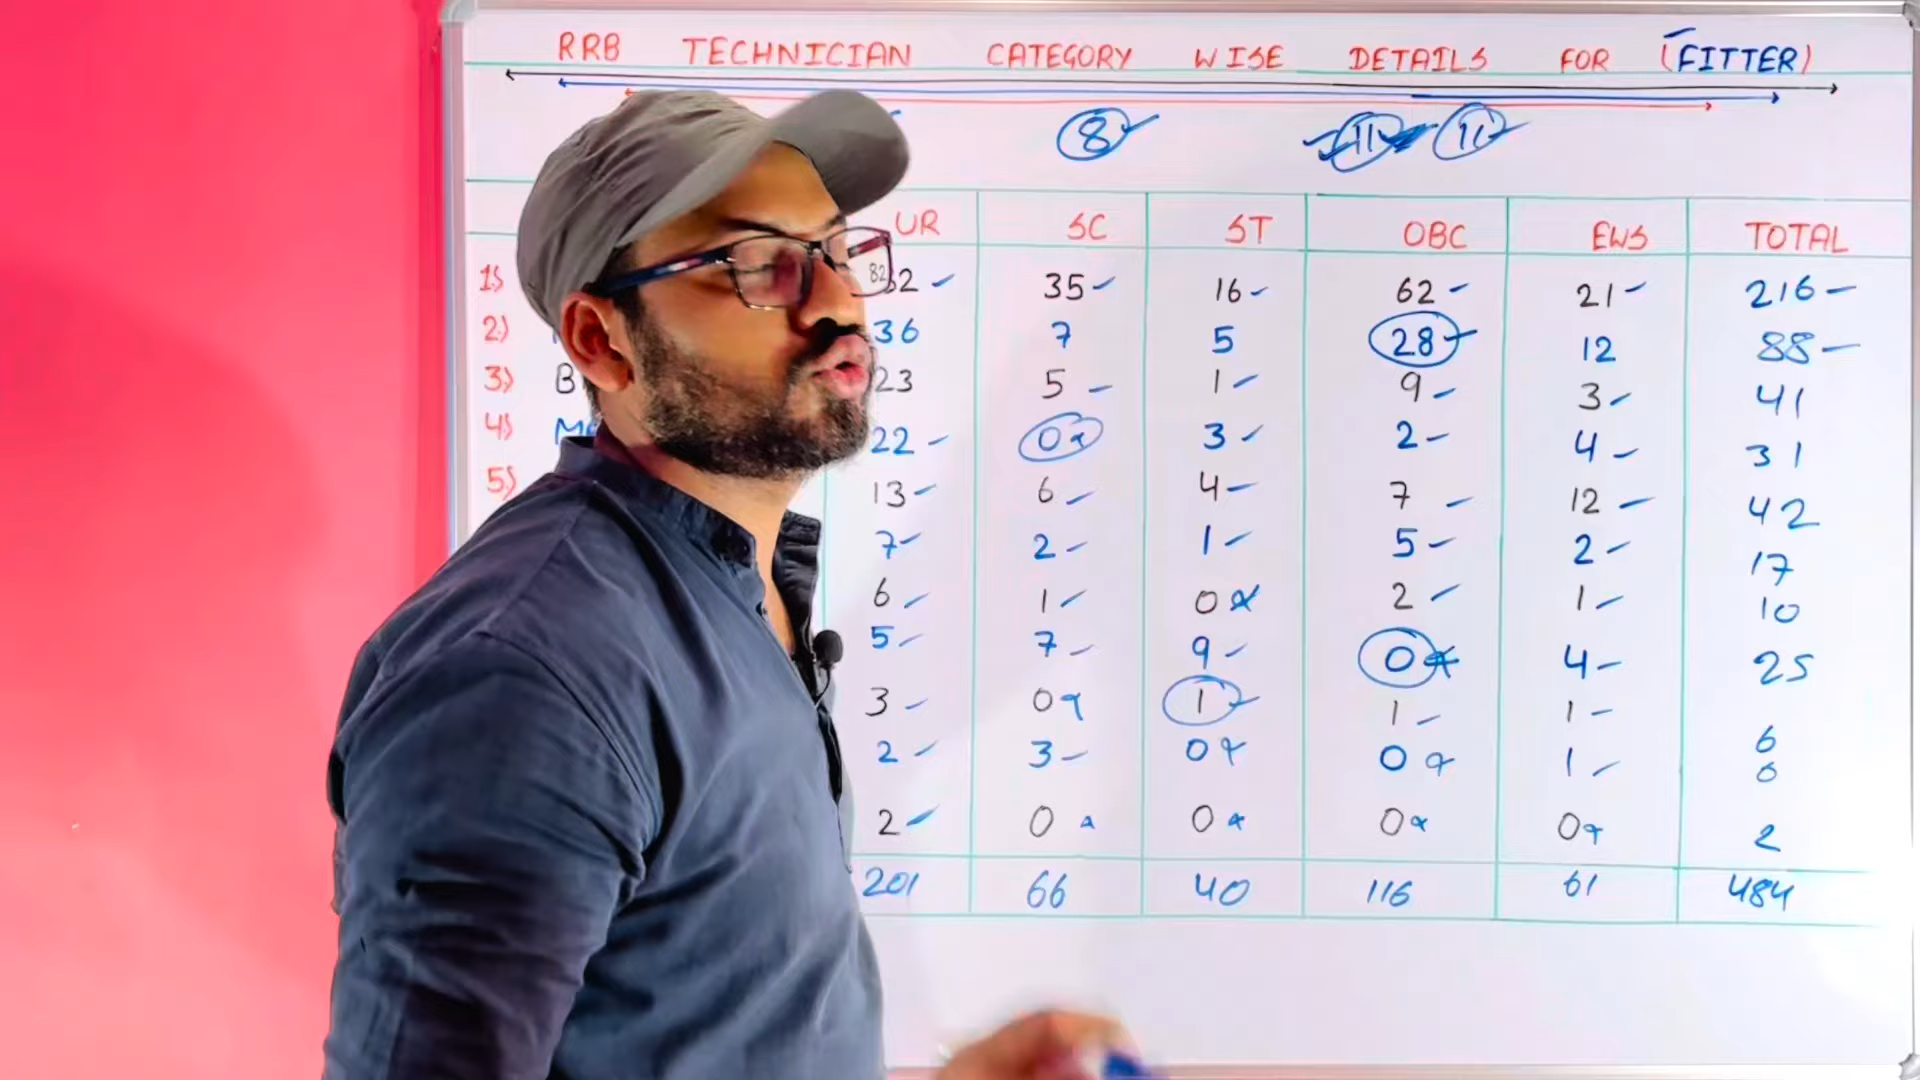 RRB TECHNICIAN CATEGORY WISE DETAILS FOR (FITTER)
8 11 11
UR SC ST OBC EWS TOTAL
1) 82 35 16 62 21 216
2) 36 7 5 28 12 88
3) B 23 5 1 9 3 41
4) 22 0 3 2 4 31
5) 13 6 4 7 12 42
7 2 1 5 2 17
6 1 0 2 1 10
5 7 9 0 4 25
3 0 1 1 1 6
2 3 0 0 1 6
2 0 0 0 0 2
201 66 40 116 61 484